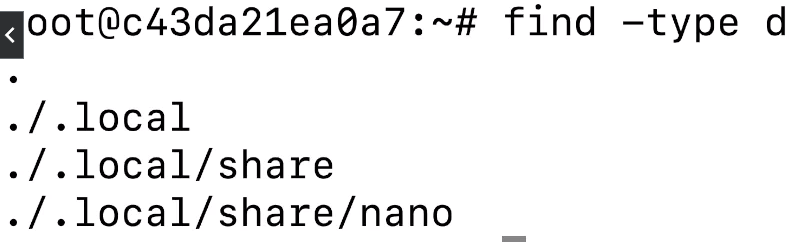 oot@c43da21ea0a7:~# find -type d
.
./.local
./.local/share
./.local/share/nano